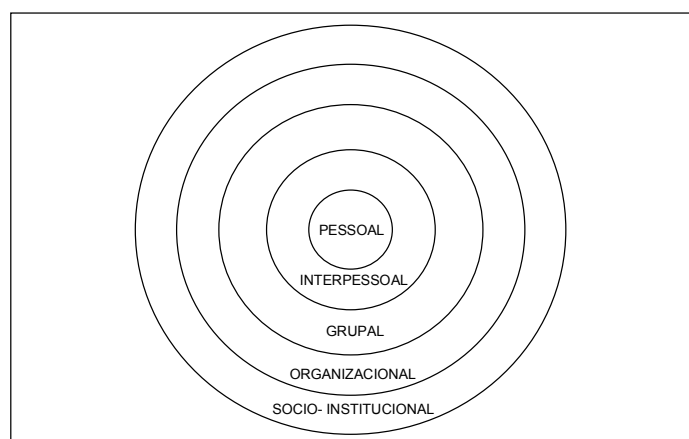 PESSOAL
INTERPESSOAL
GRUPAL
ORGANIZACIONAL
SOCIO- INSTITUCIONAL